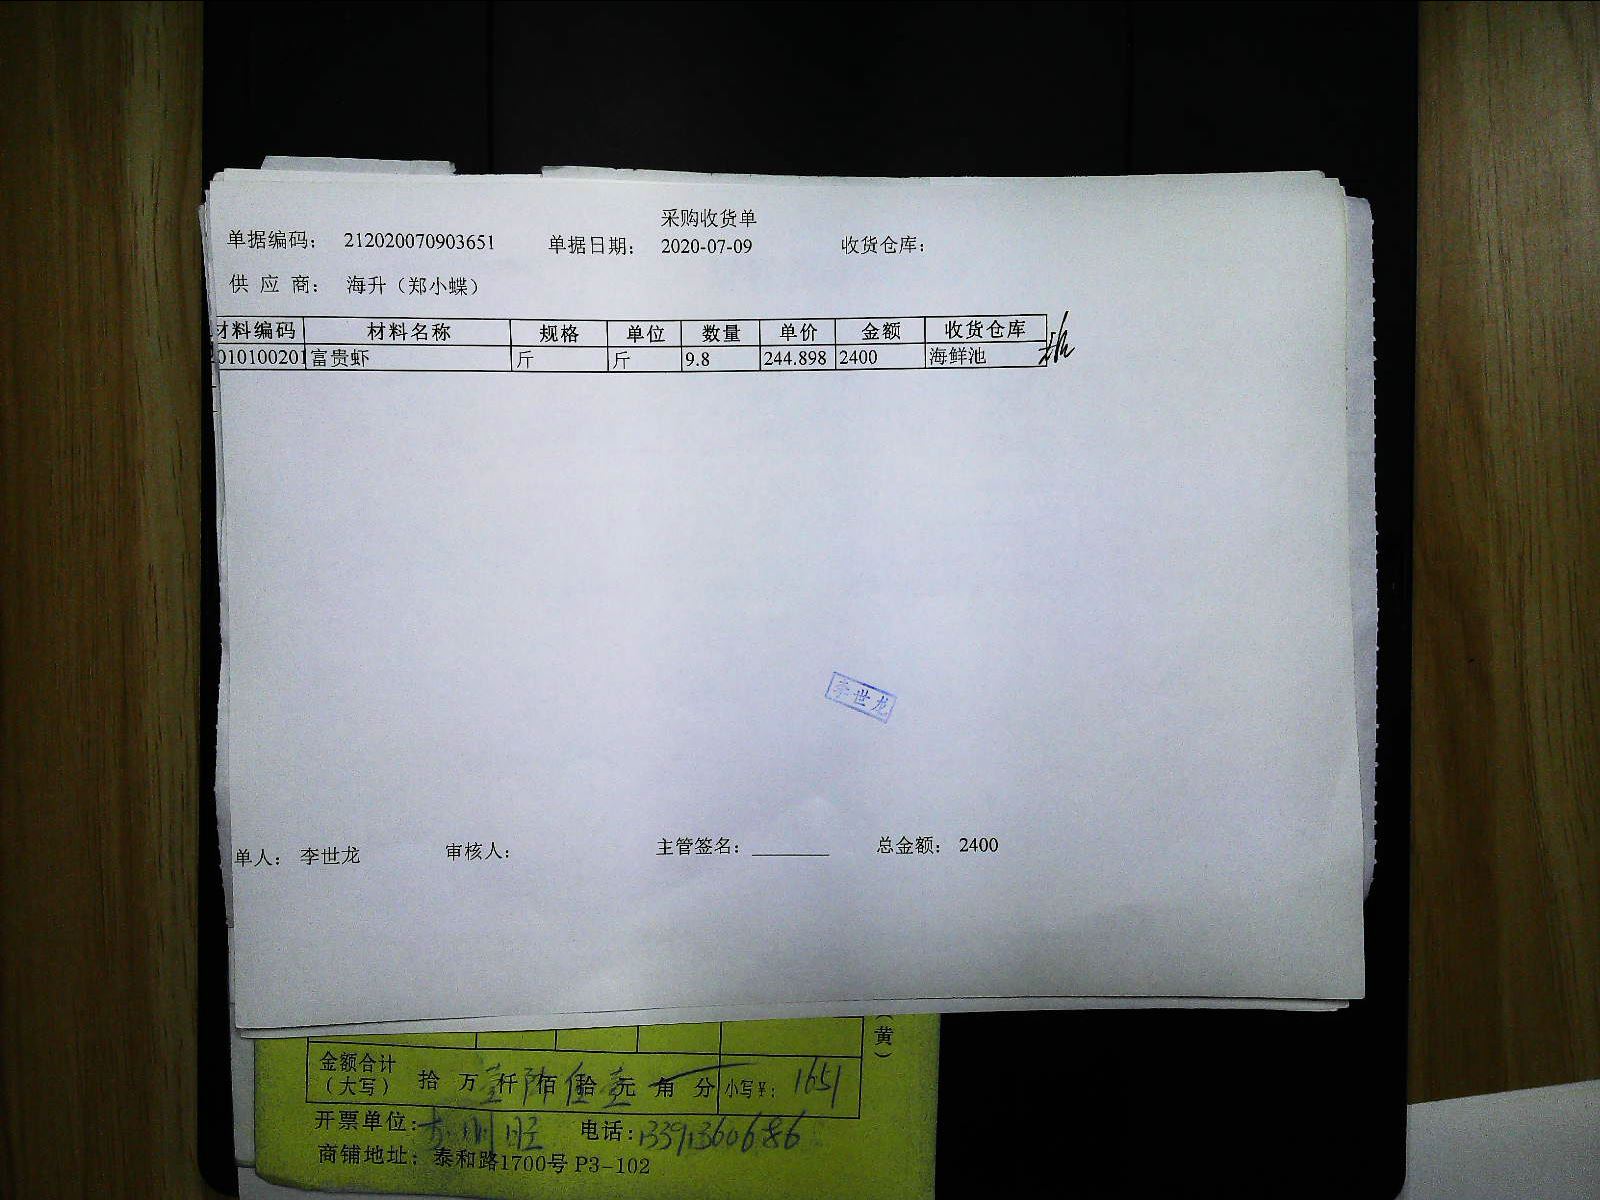 采购收货单
单据编码： 212020070903651 单据日期： 2020-07-09 收货仓库：
供 应 商： 海升（郑小蝶）
材料编码 材料名称 规格 单位 数量 单价 金额 收货仓库
010100201 富贵虾 斤 斤 9.8 244.898 2400 海鲜池
李世龙
单人： 李世龙 审核人： 主管签名： 总金额： 2400
（黄）
金额合计
（大写） 拾 万 壹 仟 陆 佰 伍 拾 壹 元 角 分 小写￥： 1651
开票单位： 电话：13391360686
商铺地址： 泰和路1700号 P3-102